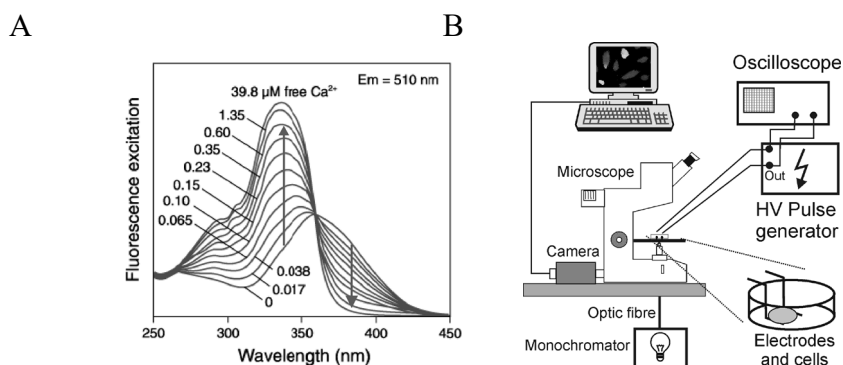 A
B
Fluorescence excitation
39.8 µM free Ca²⁺
Em = 510 nm
1.35
0.60
0.35
0.23
0.15
0.10
0.065
0.038
0.017
0
250
300
350
400
450
Wavelength (nm)
Oscilloscope
Microscope
Out
HV Pulse
generator
Camera
Optic fibre
Monochromator
Electrodes
and cells